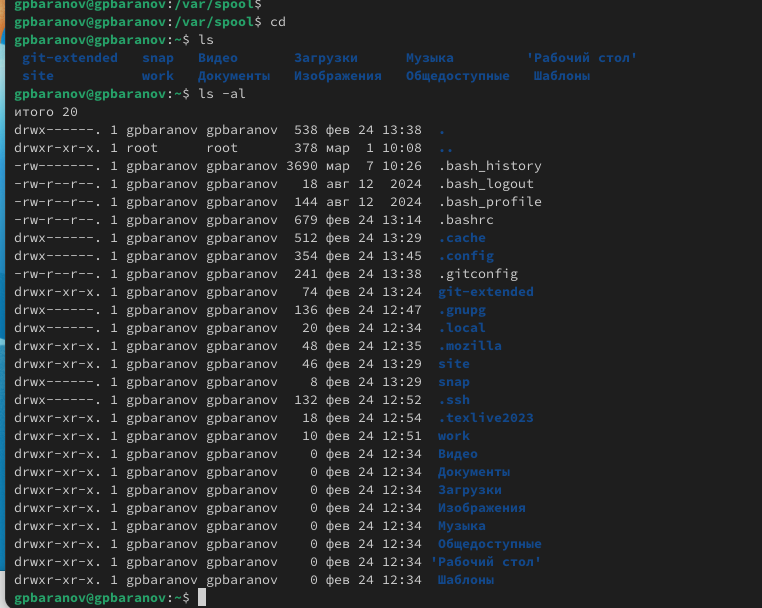 gpbaranov@gpbaranov:/var/spool$
gpbaranov@gpbaranov:/var/spool$ cd
gpbaranov@gpbaranov:~$ ls
git-extended snap Видео Загрузки Музыка 'Рабочий стол'
site work Документы Изображения Общедоступные Шаблоны
gpbaranov@gpbaranov:~$ ls -al
итого 20
drwx------. 1 gpbaranov gpbaranov 538 фев 24 13:38 .
drwxr-xr-x. 1 root root 378 мар 1 10:08 ..
-rw-------. 1 gpbaranov gpbaranov 3690 мар 7 10:26 .bash_history
-rw-r--r--. 1 gpbaranov gpbaranov 18 авг 12 2024 .bash_logout
-rw-r--r--. 1 gpbaranov gpbaranov 144 авг 12 2024 .bash_profile
-rw-r--r--. 1 gpbaranov gpbaranov 679 фев 24 13:14 .bashrc
drwx------. 1 gpbaranov gpbaranov 512 фев 24 13:29 .cache
drwx------. 1 gpbaranov gpbaranov 354 фев 24 13:45 .config
-rw-r--r--. 1 gpbaranov gpbaranov 241 фев 24 13:38 .gitconfig
drwxr-xr-x. 1 gpbaranov gpbaranov 74 фев 24 13:24 git-extended
drwx------. 1 gpbaranov gpbaranov 136 фев 24 12:47 .gnupg
drwx------. 1 gpbaranov gpbaranov 20 фев 24 12:34 .local
drwxr-xr-x. 1 gpbaranov gpbaranov 48 фев 24 12:35 .mozilla
drwxr-xr-x. 1 gpbaranov gpbaranov 46 фев 24 13:29 site
drwx------. 1 gpbaranov gpbaranov 8 фев 24 13:29 snap
drwx------. 1 gpbaranov gpbaranov 132 фев 24 12:52 .ssh
drwxr-xr-x. 1 gpbaranov gpbaranov 18 фев 24 12:54 .texlive2023
drwxr-xr-x. 1 gpbaranov gpbaranov 10 фев 24 12:51 work
drwxr-xr-x. 1 gpbaranov gpbaranov 0 фев 24 12:34 Видео
drwxr-xr-x. 1 gpbaranov gpbaranov 0 фев 24 12:34 Документы
drwxr-xr-x. 1 gpbaranov gpbaranov 0 фев 24 12:34 Загрузки
drwxr-xr-x. 1 gpbaranov gpbaranov 0 фев 24 12:34 Изображения
drwxr-xr-x. 1 gpbaranov gpbaranov 0 фев 24 12:34 Музыка
drwxr-xr-x. 1 gpbaranov gpbaranov 0 фев 24 12:34 Общедоступные
drwxr-xr-x. 1 gpbaranov gpbaranov 0 фев 24 12:34 'Рабочий стол'
drwxr-xr-x. 1 gpbaranov gpbaranov 0 фев 24 12:34 Шаблоны
gpbaranov@gpbaranov:~$